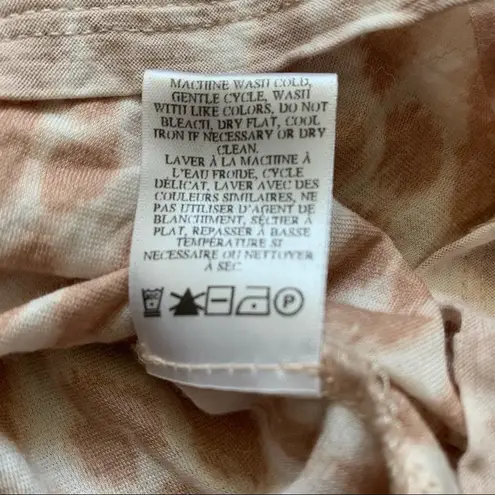 MACHINE WASH COLD,
GENTLE CYCLE, WASH
WITH LIKE COLORS, DO NOT
BLEACH, DRY FLAT, COOL
IRON IF NECESSARY OR DRY
CLEAN.
LAVER À LA MACHINE À
L'EAU FROIDE, CYCLE
DÉLICAT, LAVER AVEC DES
COULEURS SIMILAIRES, NE
PAS UTILISER D'AGENT DE
BLANCHIMENT, SÉCHER À
PLAT, REPASSER À BASSE
TEMPÉRATURE SI
NECESSAIRE OU NETTOYER
À SEC.
P